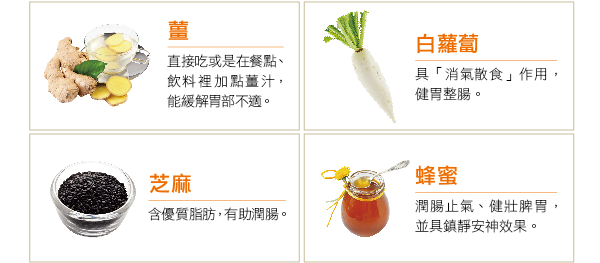 薑
直接吃或是在餐點、
飲料裡加點薑汁，
能緩解胃部不適。
白蘿蔔
具「消氣散食」作用，
健胃整腸。
芝麻
含優質脂肪，有助潤腸。
蜂蜜
潤腸止氣、健壯脾胃，
並具鎮靜安神效果。